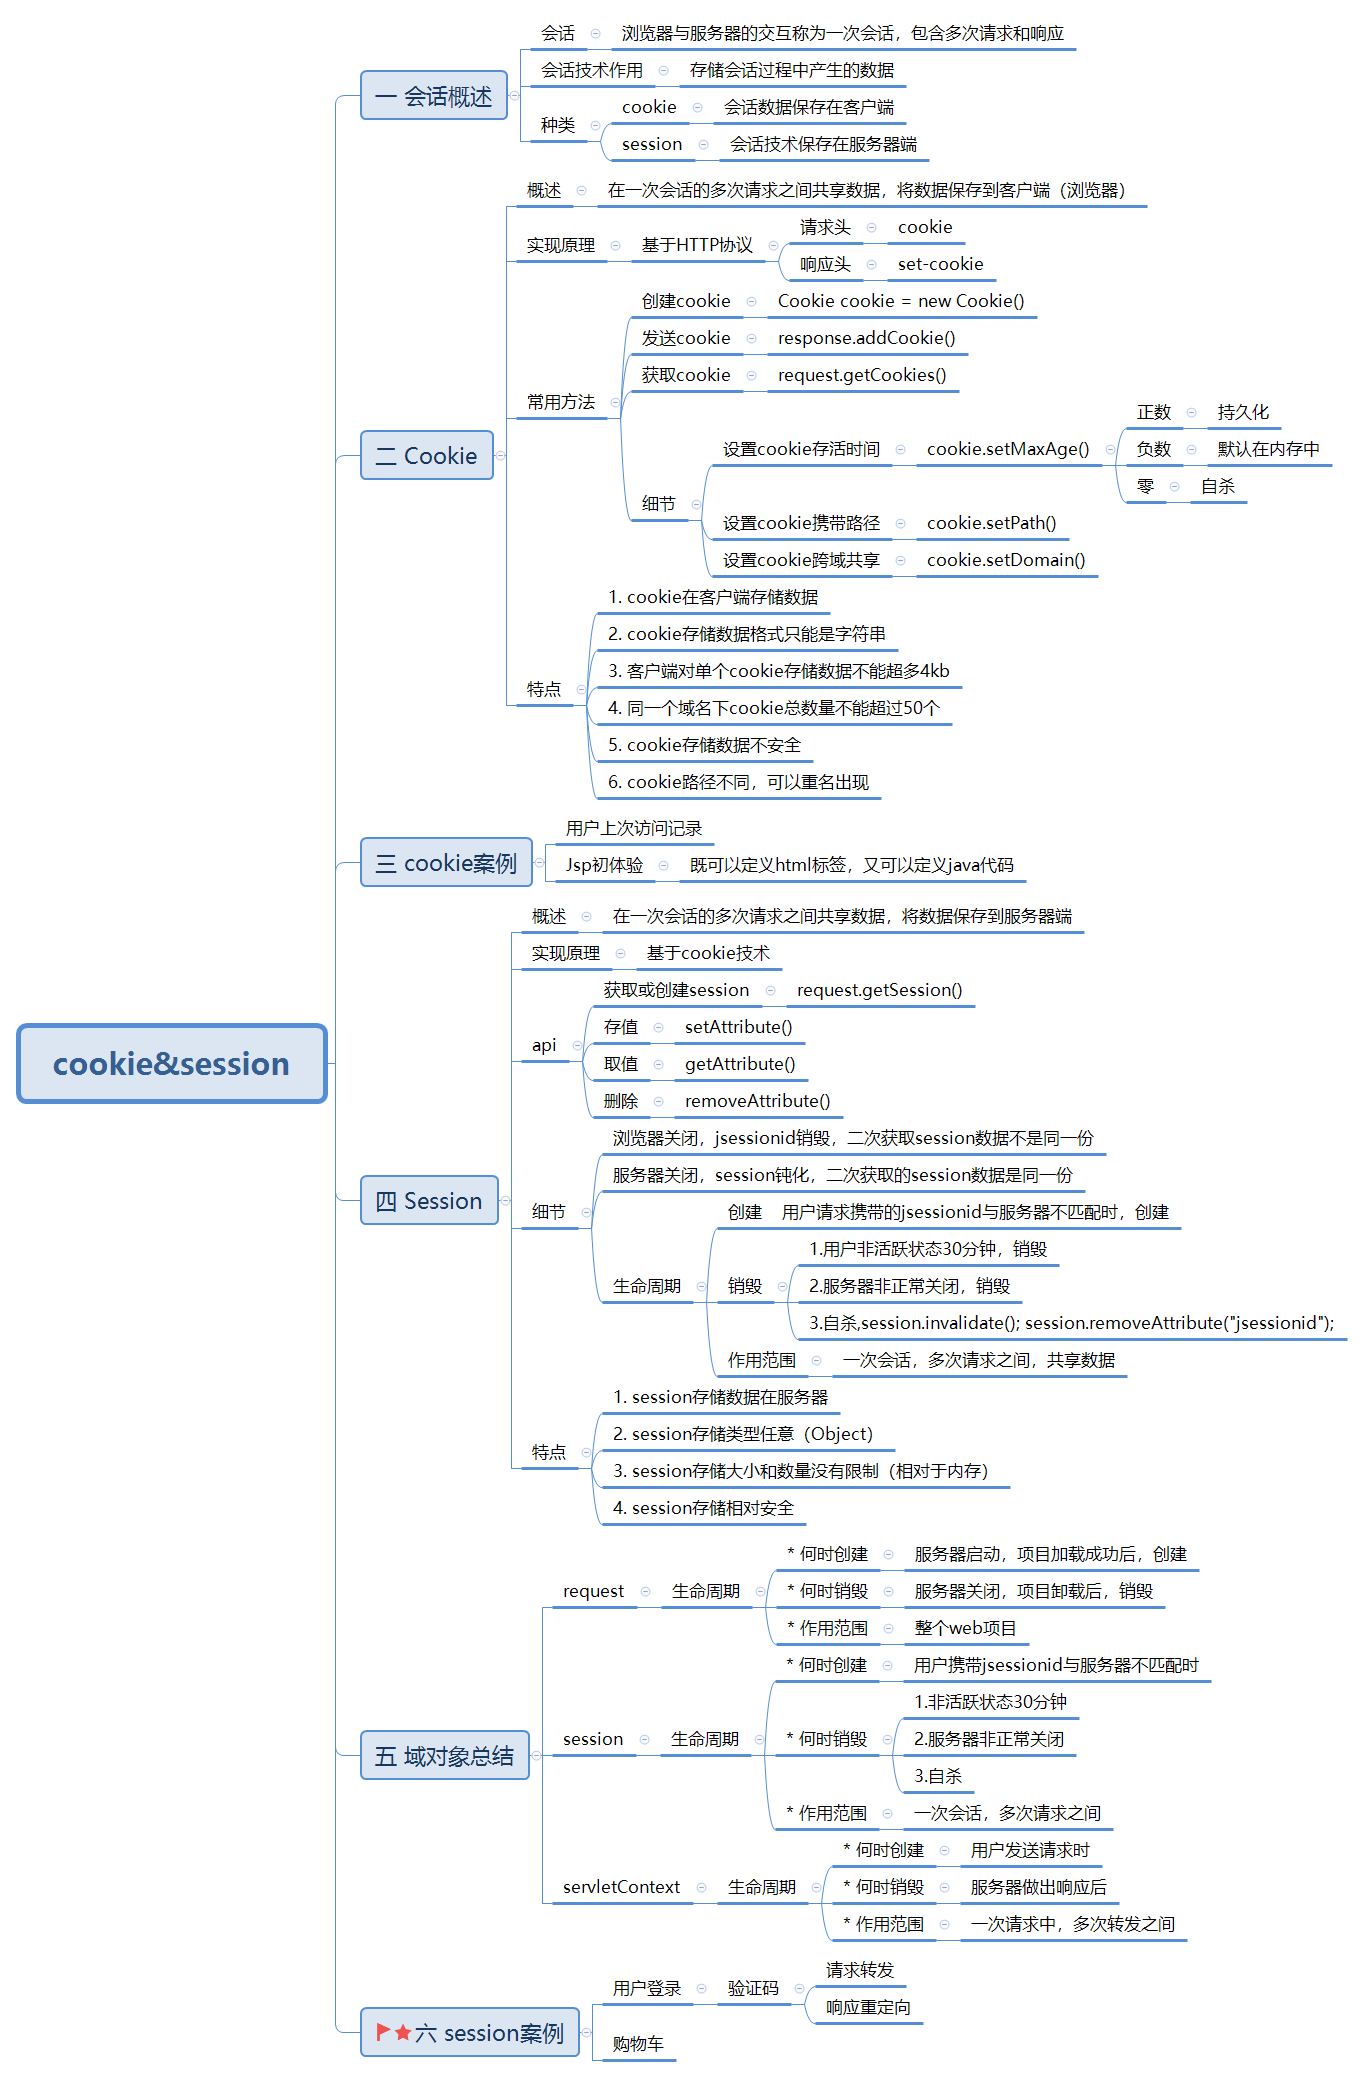 cookie&session
一 会话概述
会话
浏览器与服务器的交互称为一次会话，包含多次请求和响应
会话技术作用
存储会话过程中产生的数据
种类
cookie
会话数据保存在客户端
session
会话技术保存在服务器端
二 Cookie
概述
在一次会话的多次请求之间共享数据，将数据保存到客户端（浏览器）
实现原理
基于HTTP协议
请求头
cookie
响应头
set-cookie
常用方法
创建cookie
Cookie cookie = new Cookie()
发送cookie
response.addCookie()
获取cookie
request.getCookies()
细节
设置cookie存活时间
cookie.setMaxAge()
正数
持久化
负数
默认在内存中
零
自杀
设置cookie携带路径
cookie.setPath()
设置cookie跨域共享
cookie.setDomain()
特点
1. cookie在客户端存储数据
2. cookie存储数据格式只能是字符串
3. 客户端对单个cookie存储数据不能超多4kb
4. 同一个域名下cookie总数量不能超过50个
5. cookie存储数据不安全
6. cookie路径不同，可以重名出现
三 cookie案例
用户上次访问记录
Jsp初体验
既可以定义html标签，又可以定义java代码
四 Session
概述
在一次会话的多次请求之间共享数据，将数据保存到服务器端
实现原理
基于cookie技术
api
获取或创建session
request.getSession()
存值
setAttribute()
取值
getAttribute()
删除
removeAttribute()
细节
浏览器关闭，jsessionid销毁，二次获取session数据不是同一份
服务器关闭，session钝化，二次获取的session数据是同一份
生命周期
创建
用户请求携带的jsessionid与服务器不匹配时，创建
销毁
1.用户非活跃状态30分钟，销毁
2.服务器非正常关闭，销毁
3.自杀,session.invalidate(); session.removeAttribute("jsessionid");
作用范围
一次会话，多次请求之间，共享数据
特点
1. session存储数据在服务器
2. session存储类型任意（Object）
3. session存储大小和数量没有限制（相对于内存）
4. session存储相对安全
五 域对象总结
request
生命周期
* 何时创建
服务器启动，项目加载成功后，创建
* 何时销毁
服务器关闭，项目卸载后，销毁
* 作用范围
整个web项目
session
生命周期
* 何时创建
用户携带jsessionid与服务器不匹配时
* 何时销毁
1.非活跃状态30分钟
2.服务器非正常关闭
3.自杀
* 作用范围
一次会话，多次请求之间
servletContext
生命周期
* 何时创建
用户发送请求时
* 何时销毁
服务器做出响应后
* 作用范围
一次请求中，多次转发之间
六 session案例
用户登录
验证码
请求转发
响应重定向
购物车